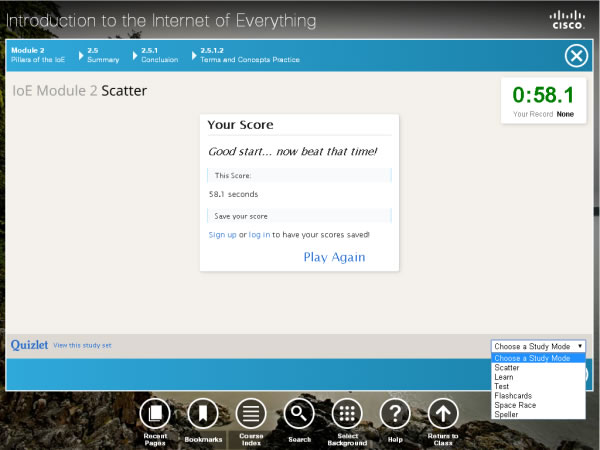 Introduction to the Internet of Everything
CISCO
Module 2
Pillars of the IoE
2.5
Summary
2.5.1
Conclusion
2.5.1.2
Terms and Concepts Practice
IoE Module 2 Scatter
0:58.1
Your Record None
Your Score
Good start... now beat that time!
This Score:
58.1 seconds
Save your score
Sign up or log in to have your scores saved!
Play Again
Quizlet View this study set
Choose a Study Mode
Choose a Study Mode
Scatter
Learn
Test
Flashcards
Space Race
Speller
Recent Pages
Bookmarks
Course Index
Search
Select Background
Help
Return to Class